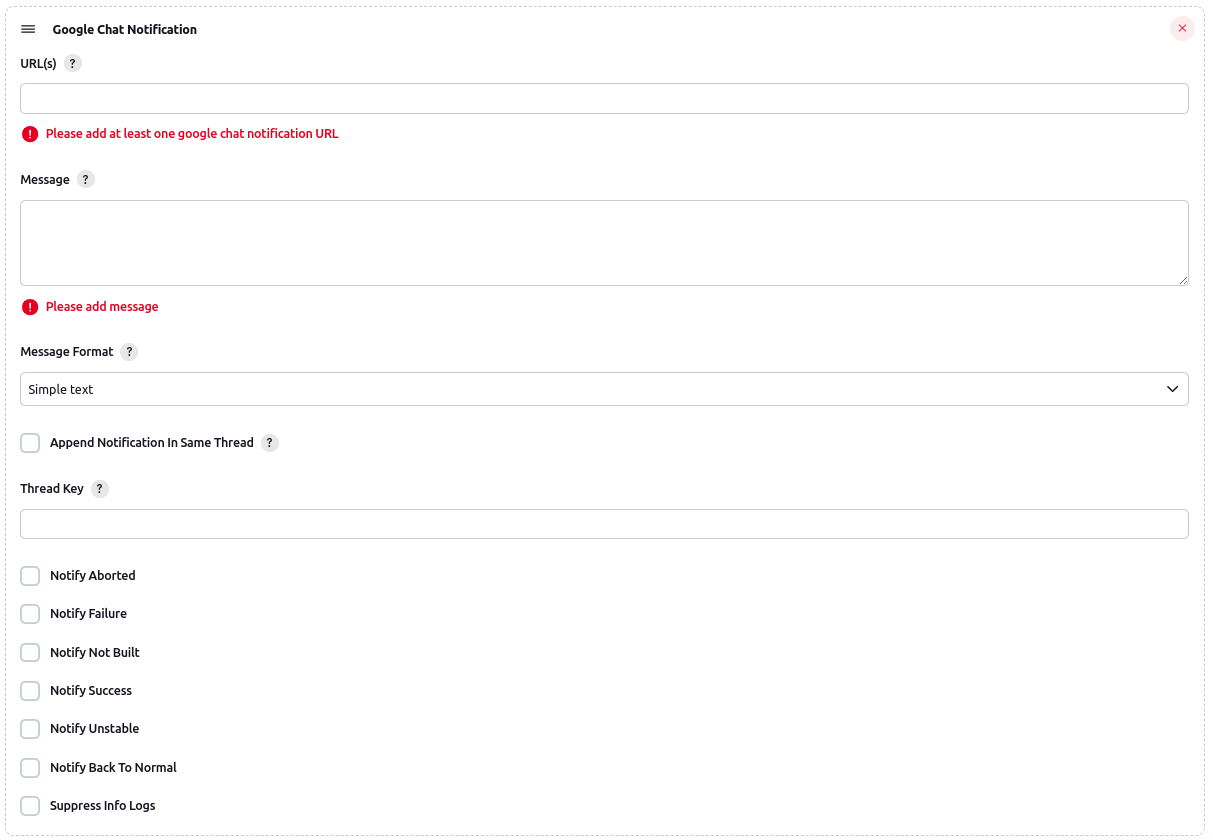 Google Chat Notification
URL(s) ?
! Please add at least one google chat notification URL
Message ?
! Please add message
Message Format ?
Simple text
Append Notification In Same Thread ?
Thread Key ?
Notify Aborted
Notify Failure
Notify Not Built
Notify Success
Notify Unstable
Notify Back To Normal
Suppress Info Logs